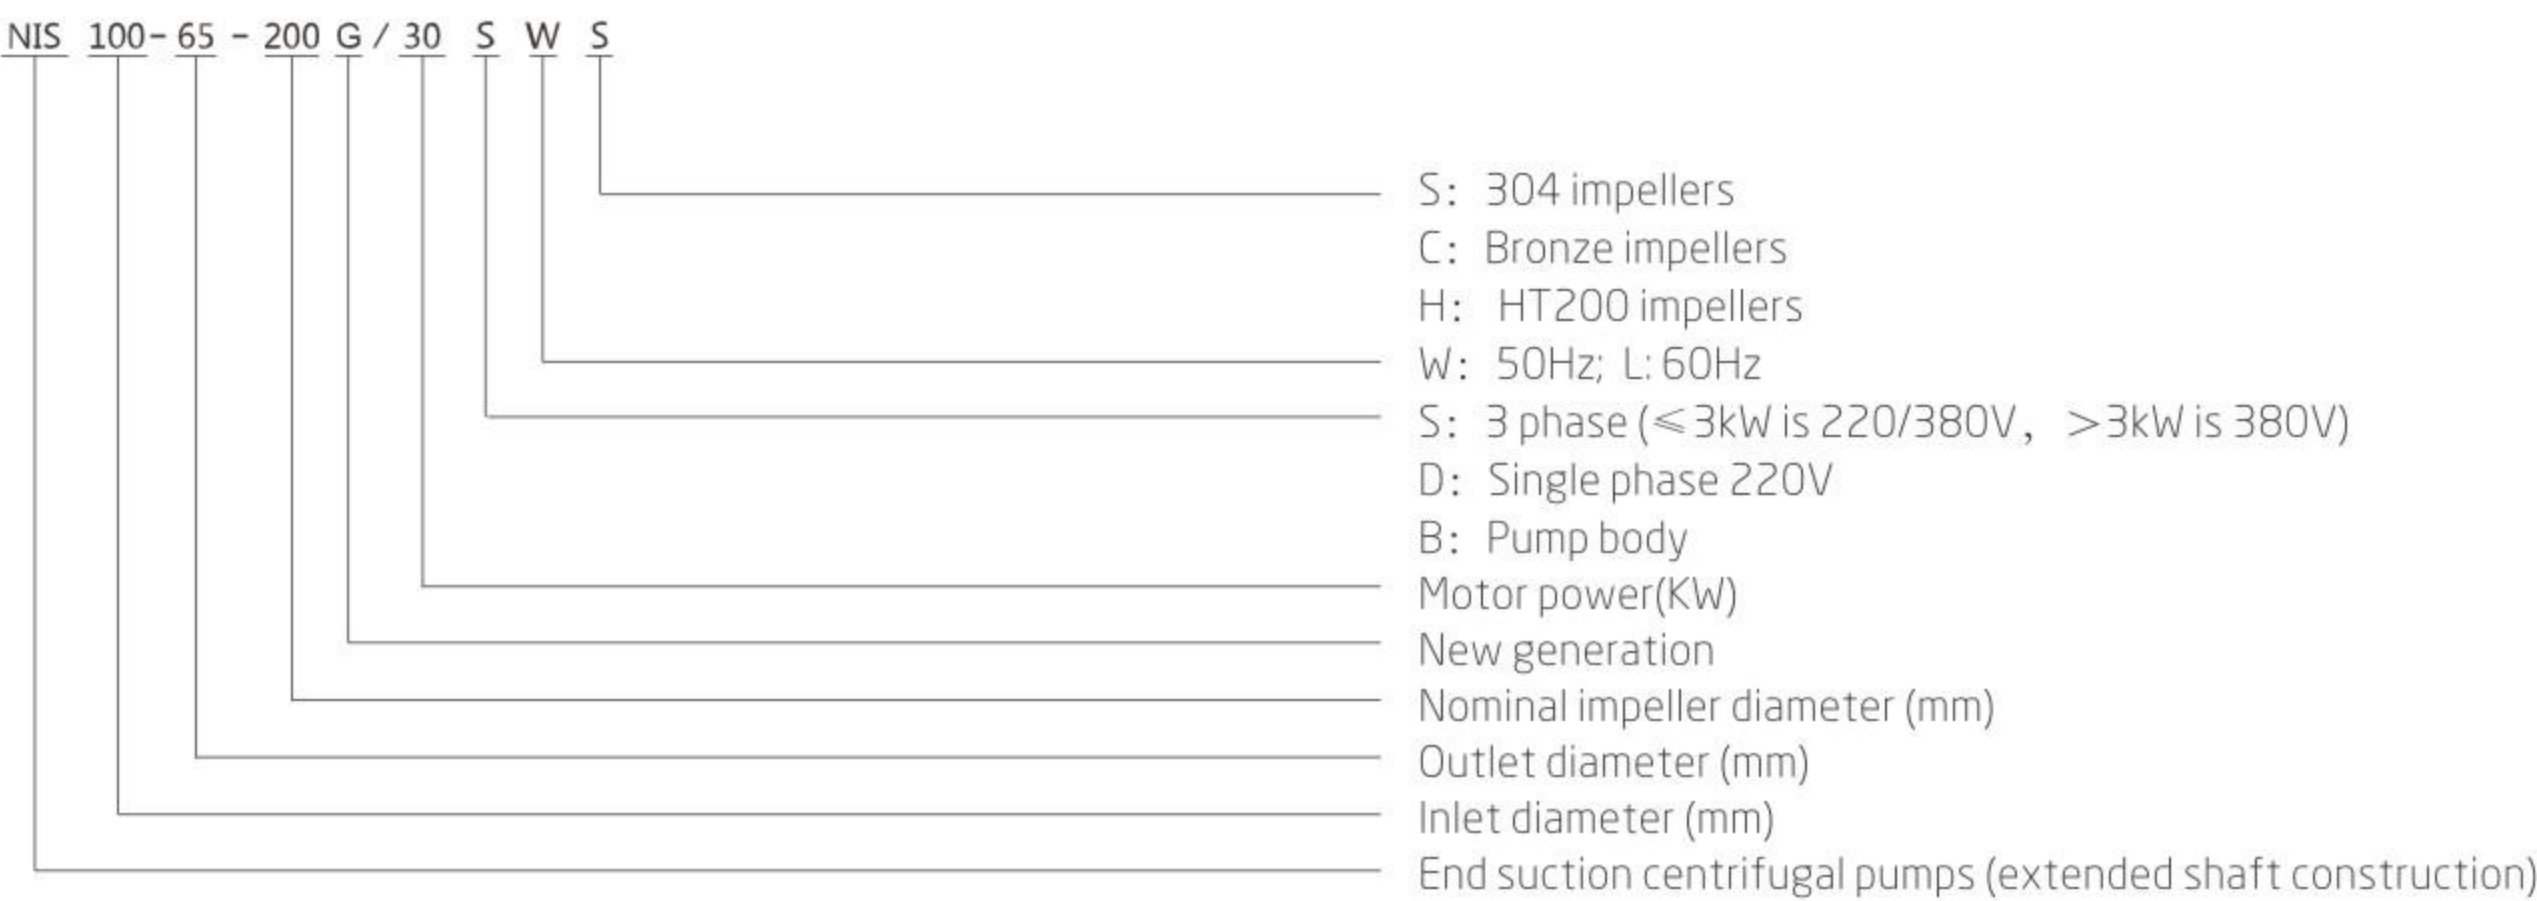 NIS 100-65-200 G/30 S W S
S: 304 impellers
C: Bronze impellers
H: HT200 impellers
W: 50Hz; L: 60Hz
S: 3 phase (≤3kW is 220/380V, >3kW is 380V)
D: Single phase 220V
B: Pump body
Motor power(KW)
New generation
Nominal impeller diameter (mm)
Outlet diameter (mm)
Inlet diameter (mm)
End suction centrifugal pumps (extended shaft construction)